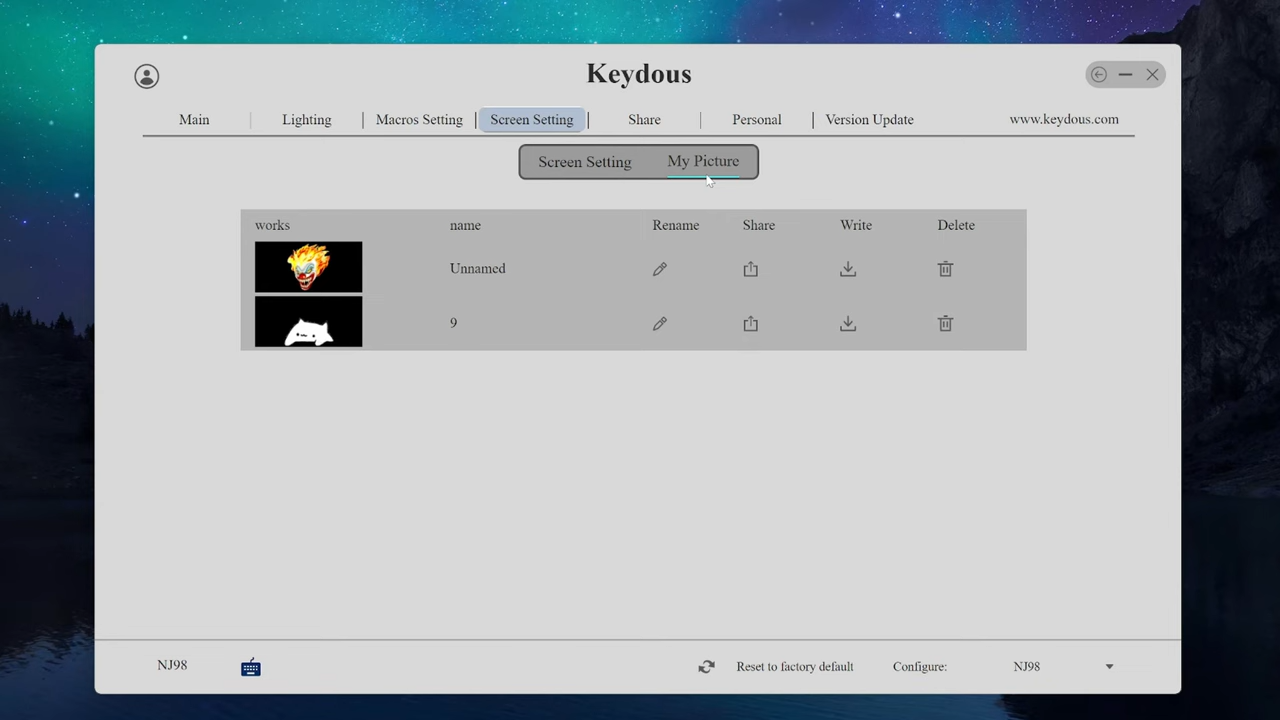 Keydous
Main Lighting Macros Setting Screen Setting Share Personal Version Update www.keydous.com
Screen Setting My Picture
works name Rename Share Write Delete
Unnamed
9
NJ98 Reset to factory default Configure: NJ98